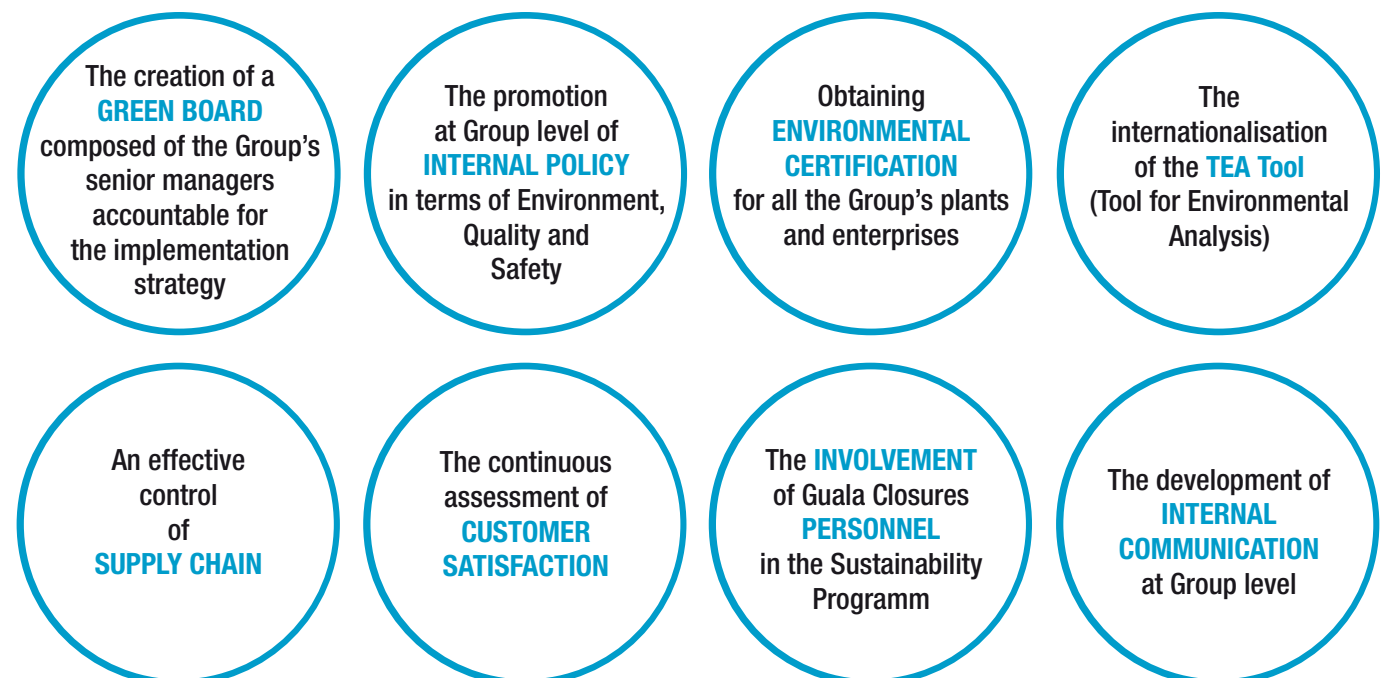 The creation of a
GREEN BOARD
composed of the Group's
senior managers
accountable for
the implementation
strategy
The promotion
at Group level of
INTERNAL POLICY
in terms of Environment,
Quality and
Safety
Obtaining
ENVIRONMENTAL
CERTIFICATION
for all the Group's plants
and enterprises
The
internationalisation
of the TEA Tool
(Tool for Environmental
Analysis)
An effective
control
of
SUPPLY CHAIN
The continuous
assessment of
CUSTOMER
SATISFACTION
The INVOLVEMENT
of Guala Closures
PERSONNEL
in the Sustainability
Programm
The development of
INTERNAL
COMMUNICATION
at Group level